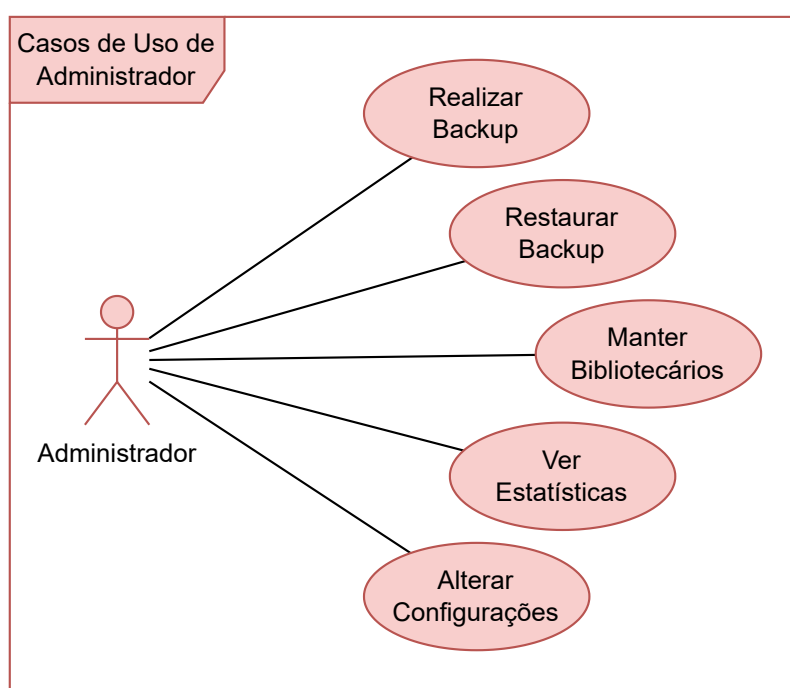 Casos de Uso de
Administrador
Realizar
Backup
Restaurar
Backup
Manter
Bibliotecários
Administrador
Ver
Estatísticas
Alterar
Configurações